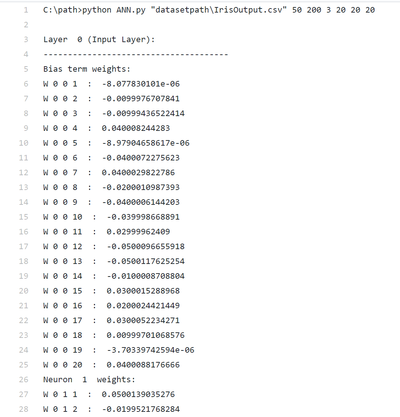 1 C:\path>python ANN.py "datasetpath\IrisOutput.csv" 50 200 3 20 20 20
2
3 Layer 0 (Input Layer):
4 -------------------------------------
5 Bias term weights:
6 W 0 0 1 : -8.077830101e-06
7 W 0 0 2 : -0.0099976707841
8 W 0 0 3 : -0.00999436522414
9 W 0 0 4 : 0.040008244283
10 W 0 0 5 : -8.97904658617e-06
11 W 0 0 6 : -0.0400072275623
12 W 0 0 7 : 0.0400029822786
13 W 0 0 8 : -0.0200010987393
14 W 0 0 9 : -0.0400006144203
15 W 0 0 10 : -0.039998668891
16 W 0 0 11 : 0.02999962409
17 W 0 0 12 : -0.0500096655918
18 W 0 0 13 : -0.0500117625254
19 W 0 0 14 : -0.0100008708804
20 W 0 0 15 : 0.0300015288968
21 W 0 0 16 : 0.0200024421449
22 W 0 0 17 : 0.0300052234271
23 W 0 0 18 : 0.00999701068576
24 W 0 0 19 : -3.70339742594e-06
25 W 0 0 20 : 0.0400088176666
26 Neuron 1 weights:
27 W 0 1 1 : 0.0500139035276
28 W 0 1 2 : -0.0199521768284